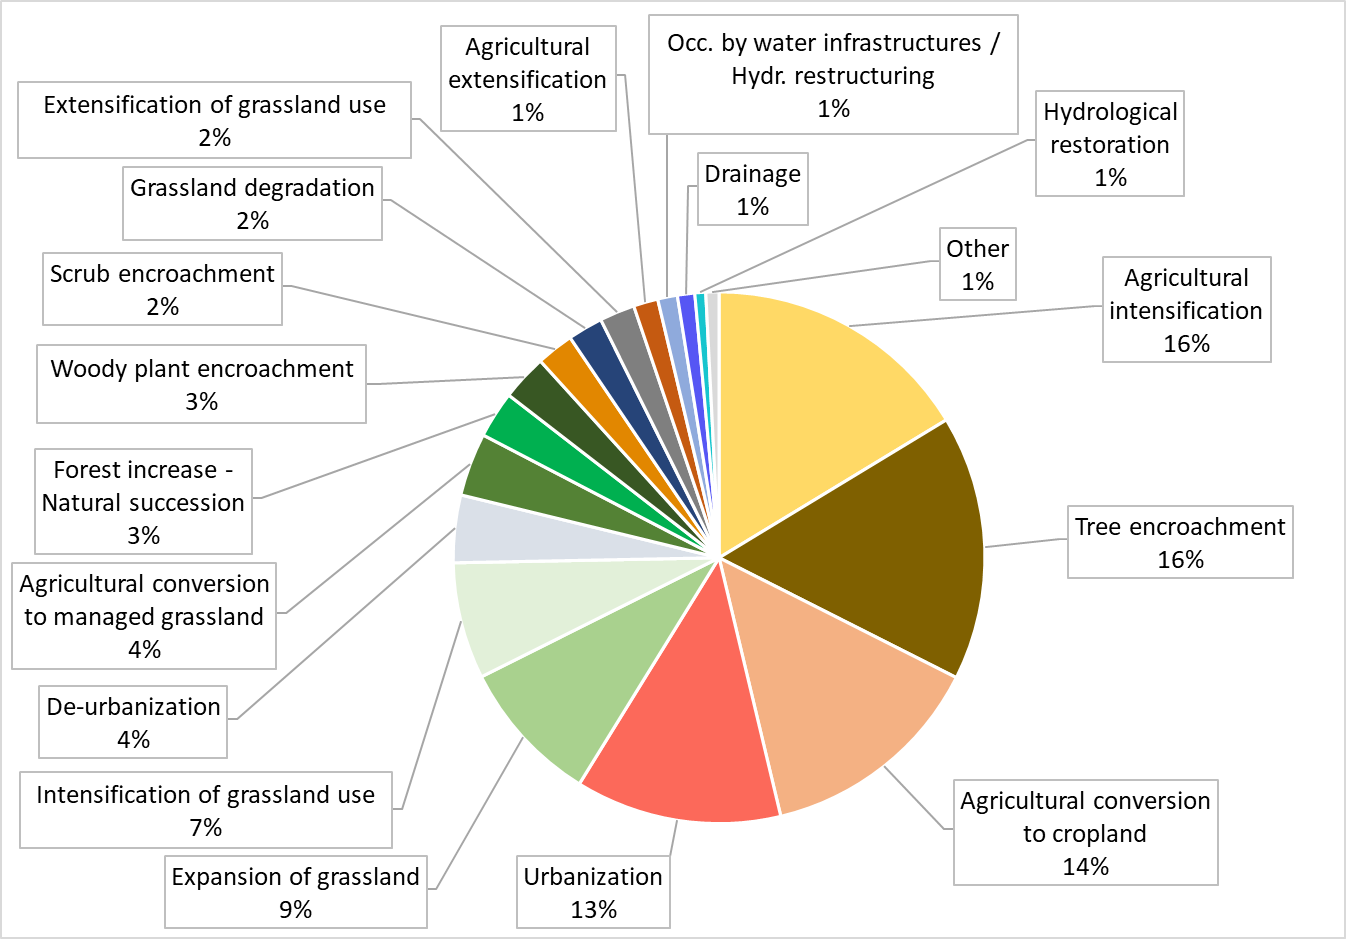 Agricultural
extensification
1%
Occ. by water infrastructures /
Hydr. restructuring
1%
Extensification of grassland use
2%
Hydrological
restoration
1%
Grassland degradation
2%
Drainage
1%
Scrub encroachment
2%
Other
1%
Agricultural
intensification
16%
Woody plant encroachment
3%
Forest increase -
Natural succession
3%
Tree encroachment
16%
Agricultural conversion
to managed grassland
4%
De-urbanization
4%
Intensification of grassland use
7%
Agricultural conversion
to cropland
14%
Expansion of grassland
9%
Urbanization
13%